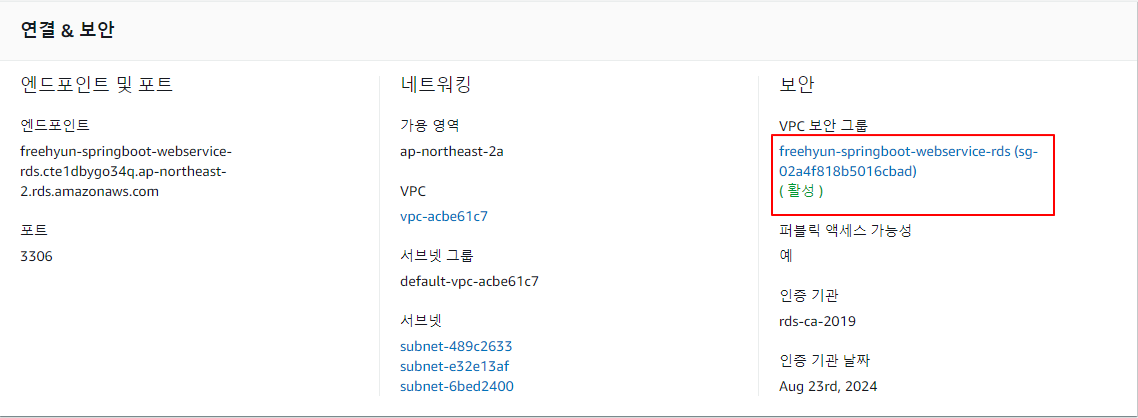 연결 & 보안
엔드포인트 및 포트
엔드포인트
freehyun-springboot-webservice-
rds.cte1dbygo34q.ap-northeast-
2.rds.amazonaws.com
포트
3306
네트워킹
가용 영역
ap-northeast-2a
VPC
vpc-acbe61c7
서브넷 그룹
default-vpc-acbe61c7
서브넷
subnet-489c2633
subnet-e32e13af
subnet-6bed2400
보안
VPC 보안 그룹
freehyun-springboot-webservice-rds (sg-
02a4f818b5016cbad)
( 활성 )
퍼블릭 액세스 가능성
예
인증 기관
rds-ca-2019
인증 기관 날짜
Aug 23rd, 2024